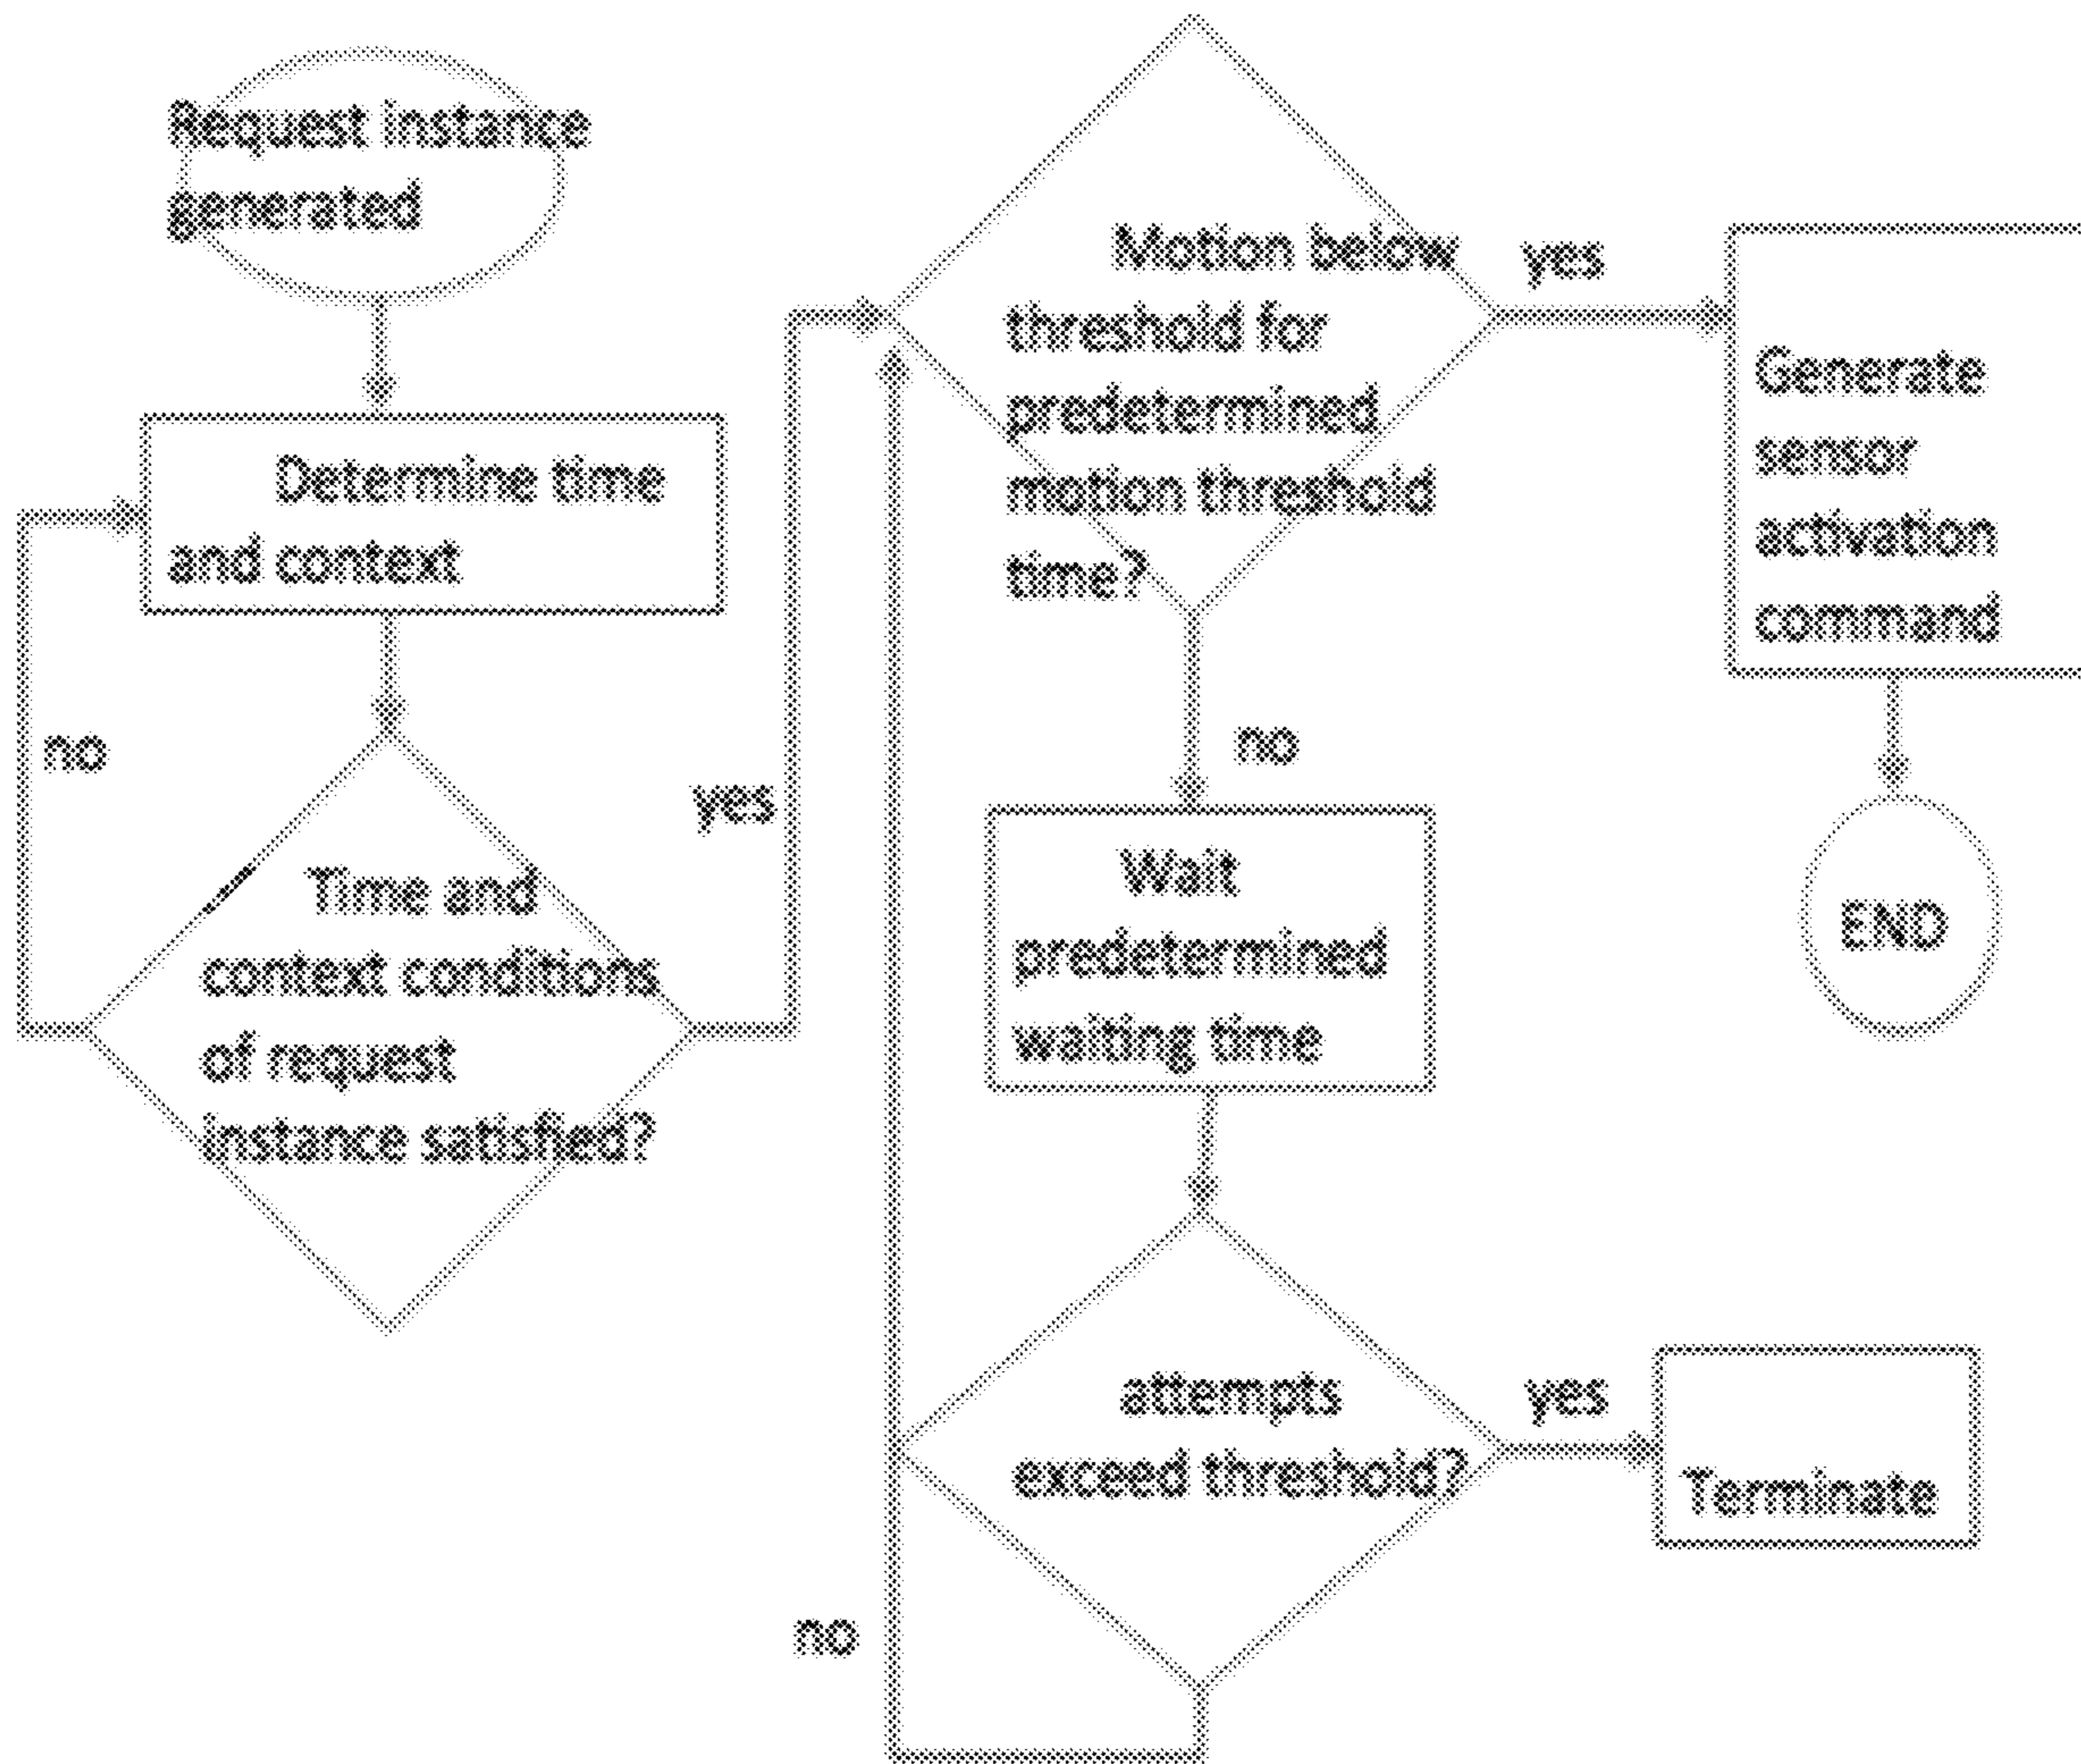 Request instance
generated
Determine time
and context
no
Time and
context conditions
of request
instance satisfied?
yes
Motion below
threshold for
predetermined
motion threshold
time?
yes
Generate
sensor
activation
command
END
no
Wait
predetermined
waiting time
attempts
exceed threshold?
yes
Terminate
no